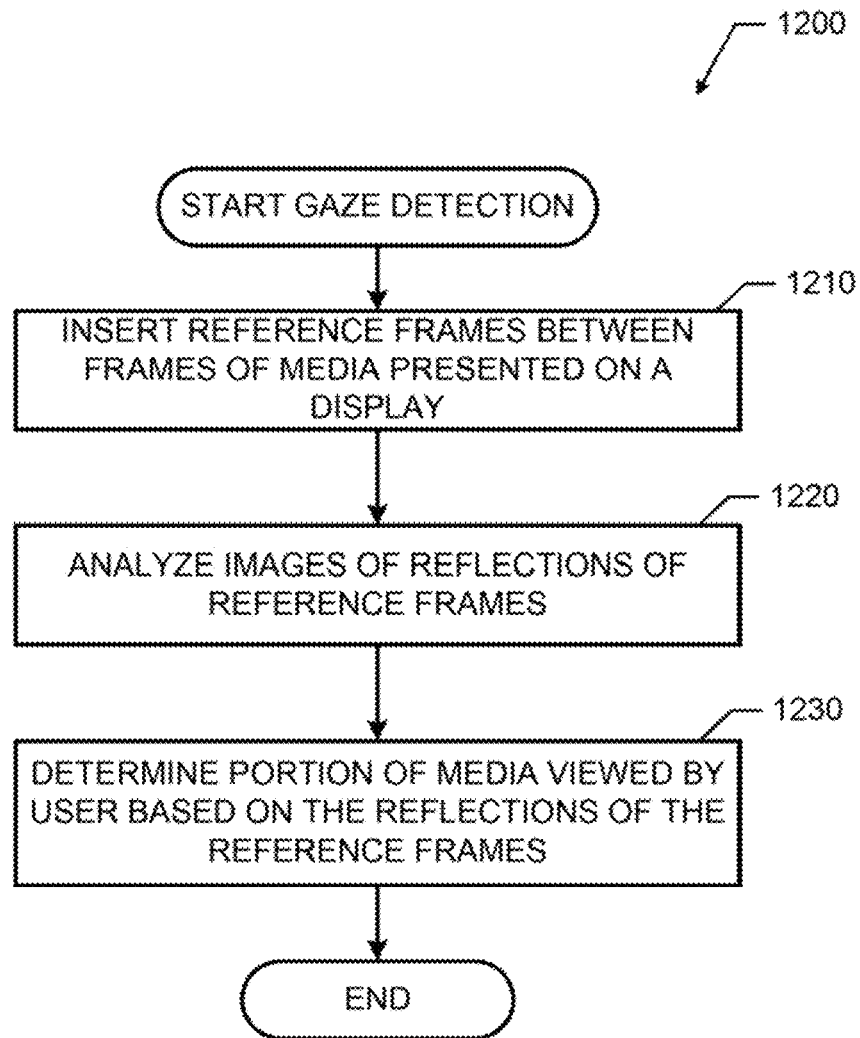 1200
START GAZE DETECTION
1210
INSERT REFERENCE FRAMES BETWEEN
FRAMES OF MEDIA PRESENTED ON A
DISPLAY
1220
ANALYZE IMAGES OF REFLECTIONS OF
REFERENCE FRAMES
1230
DETERMINE PORTION OF MEDIA VIEWED BY
USER BASED ON THE REFLECTIONS OF THE
REFERENCE FRAMES
END